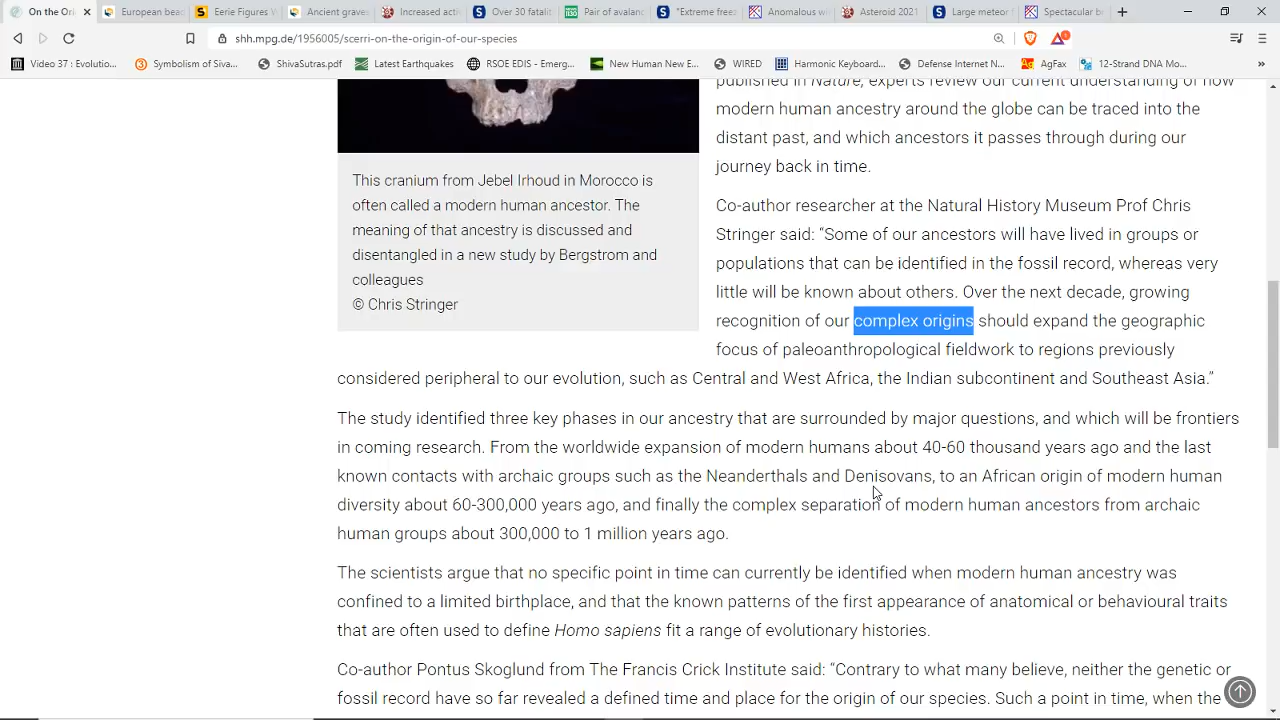 On the Ori
European bea
Eerie Figures V
Ancient grave
Increased acti
Over 30 fatalit
Pair of avalanc
"Extreme freez
Anomalous w
Asteroid 2021
Large meteor f
Spectacular b
shh.mpg.de/1956005/scerri-on-the-origin-of-our-species
Video 37 : Evolutio...
Symbolism of Siva...
ShivaSutras.pdf
Latest Earthquakes
RSOE EDIS - Emerg...
New Human New E...
WIRED
Harmonic Keyboard...
Defense Internet N...
AgFax
12-Strand DNA Mo...
published in Nature, experts review our current understanding of how
modern human ancestry around the globe can be traced into the
distant past, and which ancestors it passes through during our
journey back in time.
This cranium from Jebel Irhoud in Morocco is
often called a modern human ancestor. The
meaning of that ancestry is discussed and
disentangled in a new study by Bergstrom and
colleagues
© Chris Stringer
Co-author researcher at the Natural History Museum Prof Chris
Stringer said: “Some of our ancestors will have lived in groups or
populations that can be identified in the fossil record, whereas very
little will be known about others. Over the next decade, growing
recognition of our complex origins should expand the geographic
focus of paleoanthropological fieldwork to regions previously
considered peripheral to our evolution, such as Central and West Africa, the Indian subcontinent and Southeast Asia.”
The study identified three key phases in our ancestry that are surrounded by major questions, and which will be frontiers
in coming research. From the worldwide expansion of modern humans about 40-60 thousand years ago and the last
known contacts with archaic groups such as the Neanderthals and Denisovans, to an African origin of modern human
diversity about 60-300,000 years ago, and finally the complex separation of modern human ancestors from archaic
human groups about 300,000 to 1 million years ago.
The scientists argue that no specific point in time can currently be identified when modern human ancestry was
confined to a limited birthplace, and that the known patterns of the first appearance of anatomical or behavioural traits
that are often used to define Homo sapiens fit a range of evolutionary histories.
Co-author Pontus Skoglund from The Francis Crick Institute said: “Contrary to what many believe, neither the genetic or
fossil record have so far revealed a defined time and place for the origin of our species. Such a point in time, when the